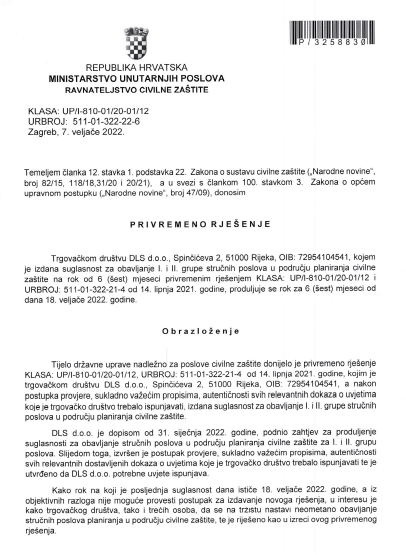 P/3258830
REPUBLIKA HRVATSKA
MINISTARSTVO UNUTARNJIH POSLOVA
RAVNATELJSTVO CIVILNE ZAŠTITE
KLASA: UP/I-810-01/20-01/12
URBROJ: 511-01-322-22-6
Zagreb, 7. veljače 2022.
Temeljem članka 12. stavka 1. podstavka 22. Zakona o sustavu civilne zaštite („Narodne novine",
broj 82/15, 118/18,31/20 i 20/21), a u svezi s člankom 100. stavkom 3. Zakona o općem
upravnom postupku („Narodne novine", broj 47/09), donosim
P R I V R E M E N O R J E Š E N J E
Trgovačkom društvu DLS d.o.o., Spinčićeva 2, 51000 Rijeka, OIB: 72954104541, kojem
je izdana suglasnost za obavljanje I. i II. grupe stručnih poslova u području planiranja civilne
zaštite na rok od 6 (šest) mjeseci privremenim rješenjem KLASA: UP/I-810-01/20-01/12 i
URBROJ: 511-01-322-21-4 od 14. lipnja 2021. godine, produljuje se rok za 6 (šest) mjeseci od
dana 18. veljače 2022. godine.
O b r a z l o ž e n j e
Tijelo državne uprave nadležno za poslove civilne zaštite donijelo je privremeno rješenje
KLASA: UP/I-810-01/20-01/12, URBROJ: 511-01-322-21-4 od 14. lipnja 2021. godine, kojim je
trgovačkom društvu DLS d.o.o., Spinčićeva 2, 51000 Rijeka, OIB: 72954104541, a nakon
postupka provjere, sukladno važećim propisima, autentičnosti svih relevantnih dokaza o uvjetima
koje je trgovačko društvo trebalo ispunjavati, izdana suglasnost za obavljanje I. i II. grupe stručnih
poslova u području planiranja civilne zaštite.
DLS d.o.o. je dopisom od 31. siječnja 2022. godine, podnio zahtjev za produljenje
suglasnosti za obavljanje stručnih poslova u području planiranja civilne zaštite za I. i II. grupu
poslova. Slijedom toga, izvršen je postupak provjere, sukladno važećim propisima, autentičnosti
svih relevantnih dostavljenih dokaza o uvjetima koje je trgovačko društvo trebalo ispunjavati te je
utvrđeno da DLS d.o.o. potrebne uvjete ispunjava.
Kako rok na koji je posljednja suglasnost dana ističe 18. veljače 2022. godine, a iz
objektivnih razloga nije moguće provesti postupak za izdavanje novoga rješenja, u interesu je
kako trgovačkog društva, tako i trećih osoba, da se na tržištu nastavi neometano obavljanje
stručnih poslova planiranja u području civilne zaštite, te je riješeno kao u izreci ovog privremenog
rješenja.